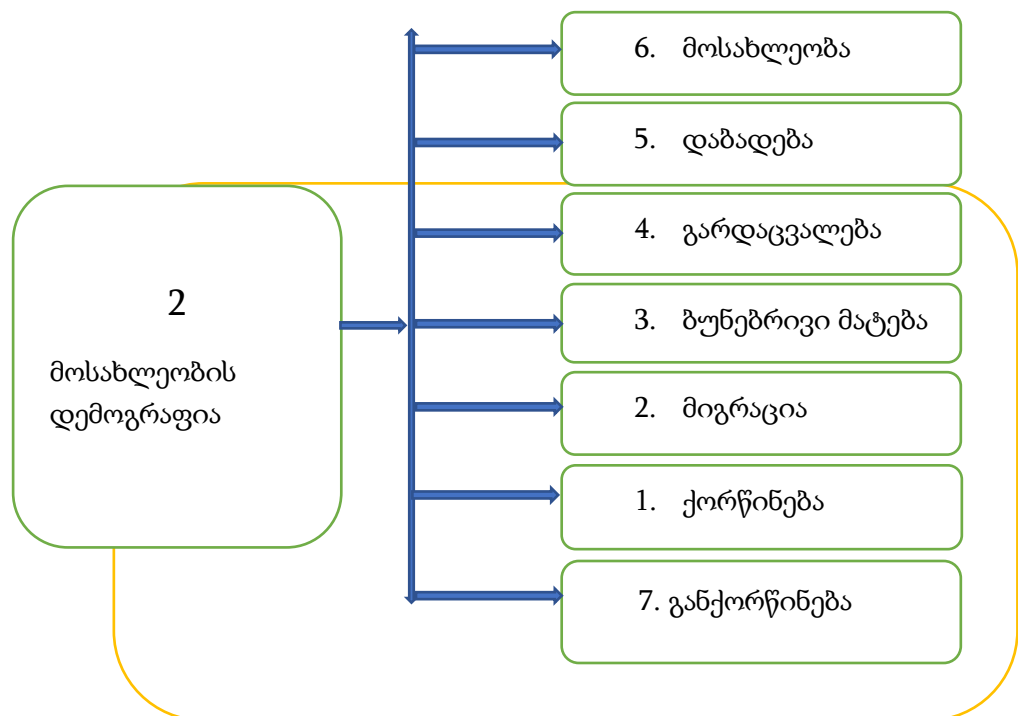 2
მოსახლეობის
დემოგრაფია
6. მოსახლეობა
5. დაბადება
4. გარდაცვალება
3. ბუნებრივი მატება
2. მიგრაცია
1. ქორწინება
7. განქორწინება